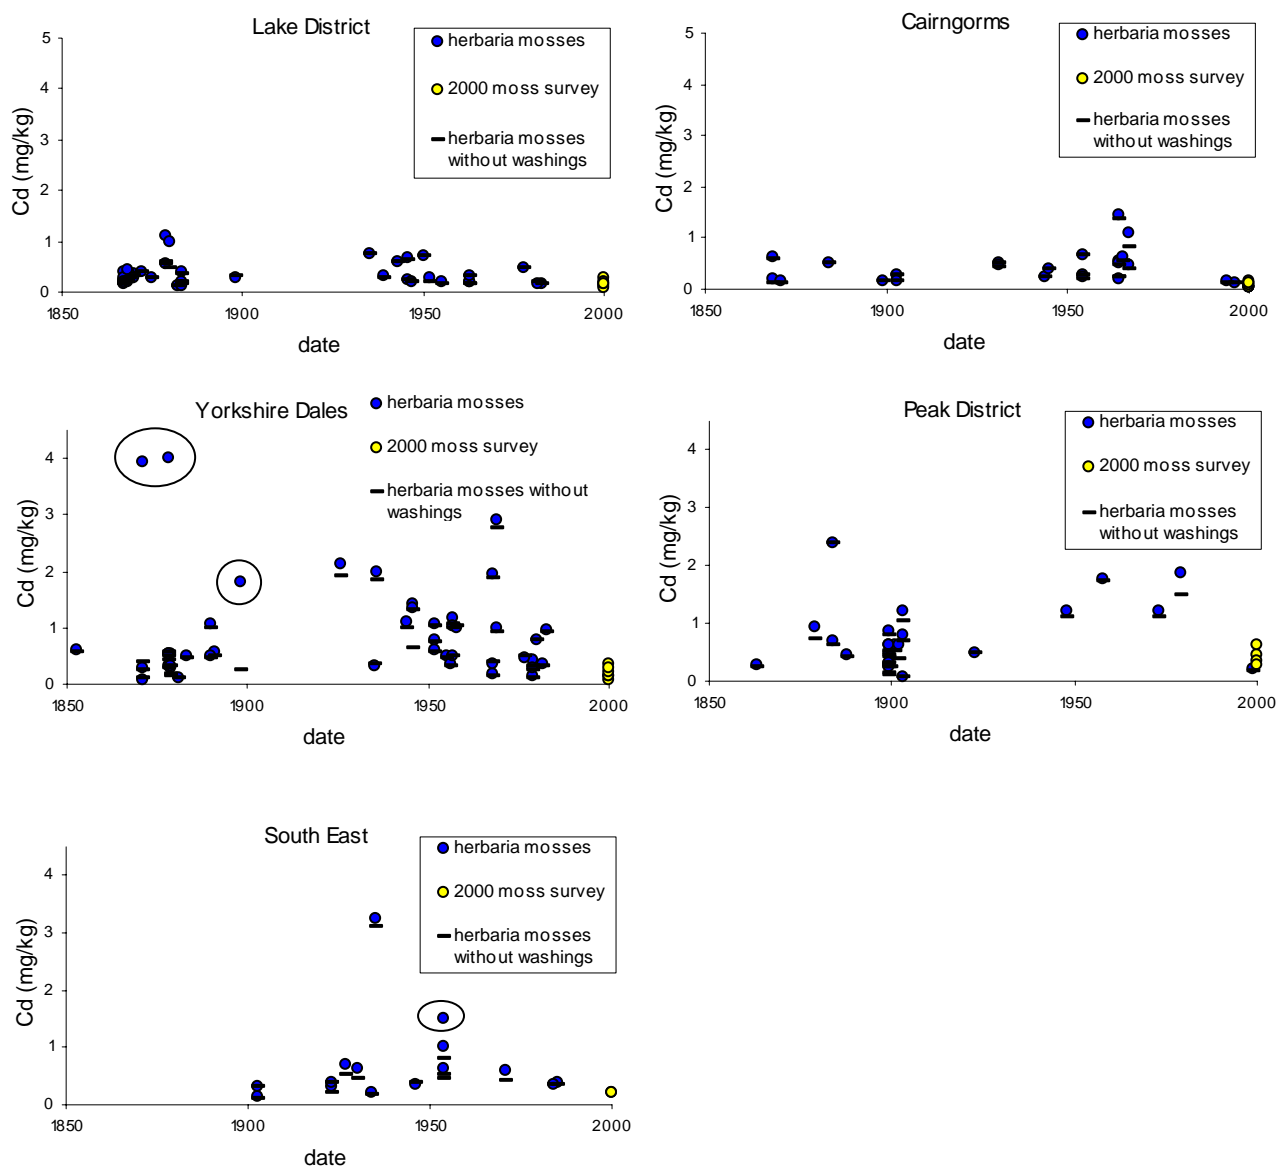 Lake District
herbaria mosses
2000 moss survey
herbaria mosses
without washings
Cd (mg/kg)
5
4
3
2
1
0
1850
1900
1950
2000
date
Cairngorms
herbaria mosses
2000 moss survey
herbaria mosses
without washings
Cd (mg/kg)
5
4
3
2
1
0
1850
1900
1950
2000
date
Yorkshire Dales
herbaria mosses
2000 moss survey
herbaria mosses without
washings
Cd (mg/kg)
4
3
2
1
0
1850
1900
1950
2000
date
Peak District
herbaria mosses
2000 moss survey
herbaria mosses
without washings
Cd (mg/kg)
4
3
2
1
0
1850
1900
1950
2000
date
South East
herbaria mosses
2000 moss survey
herbaria mosses
without washings
Cd (mg/kg)
4
3
2
1
0
1850
1900
1950
2000
date